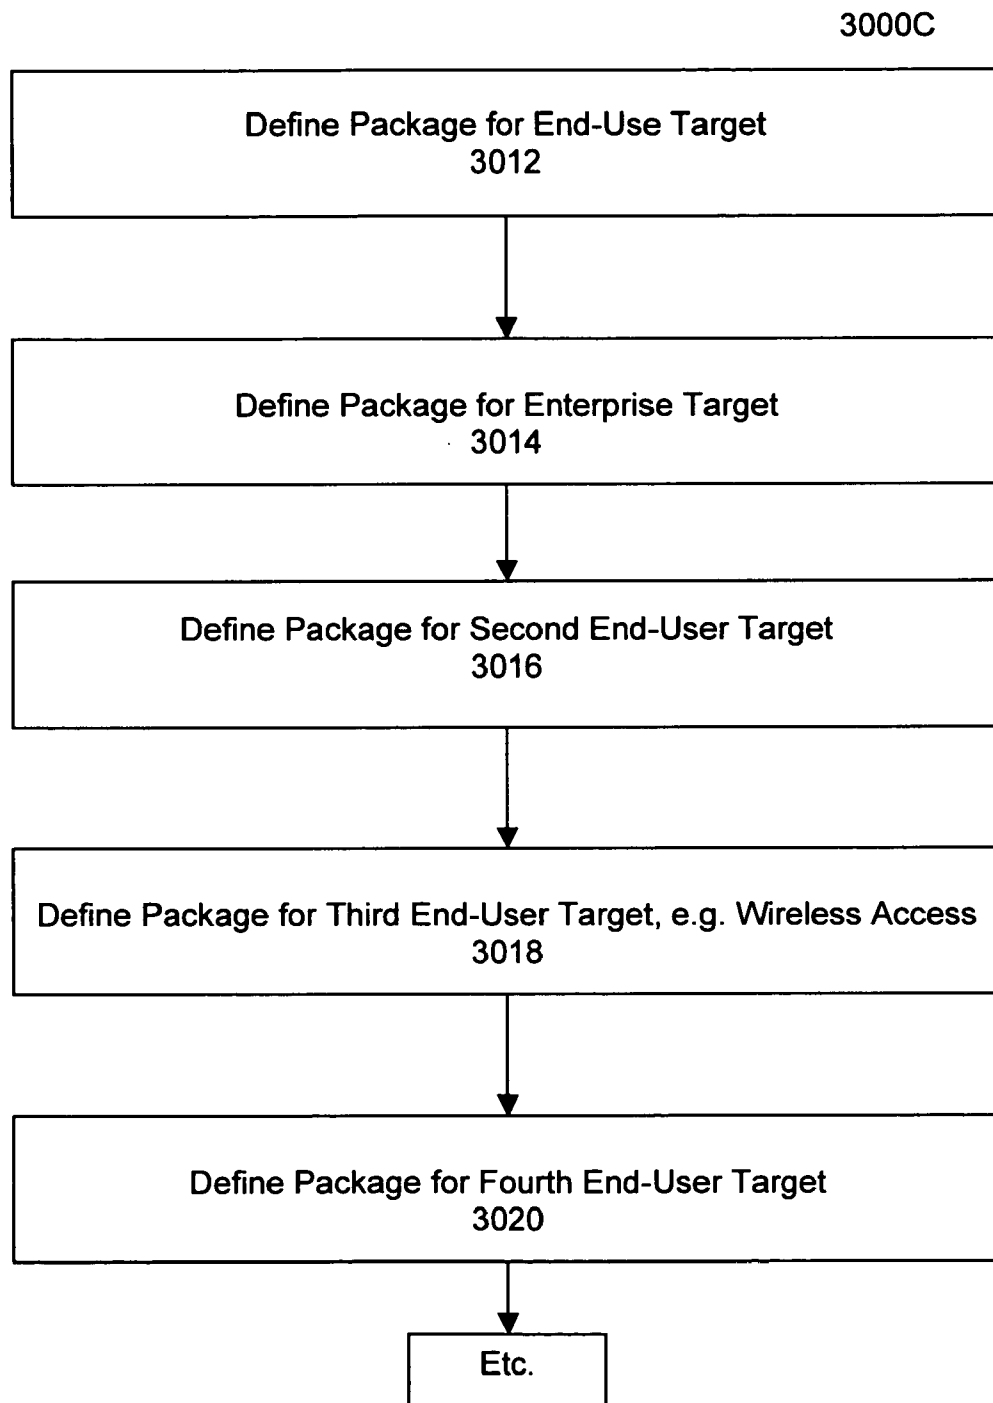 3000C
Define Package for End-Use Target
3012
Define Package for Enterprise Target
3014
Define Package for Second End-User Target
3016
Define Package for Third End-User Target, e.g. Wireless Access
3018
Define Package for Fourth End-User Target
3020
Etc.